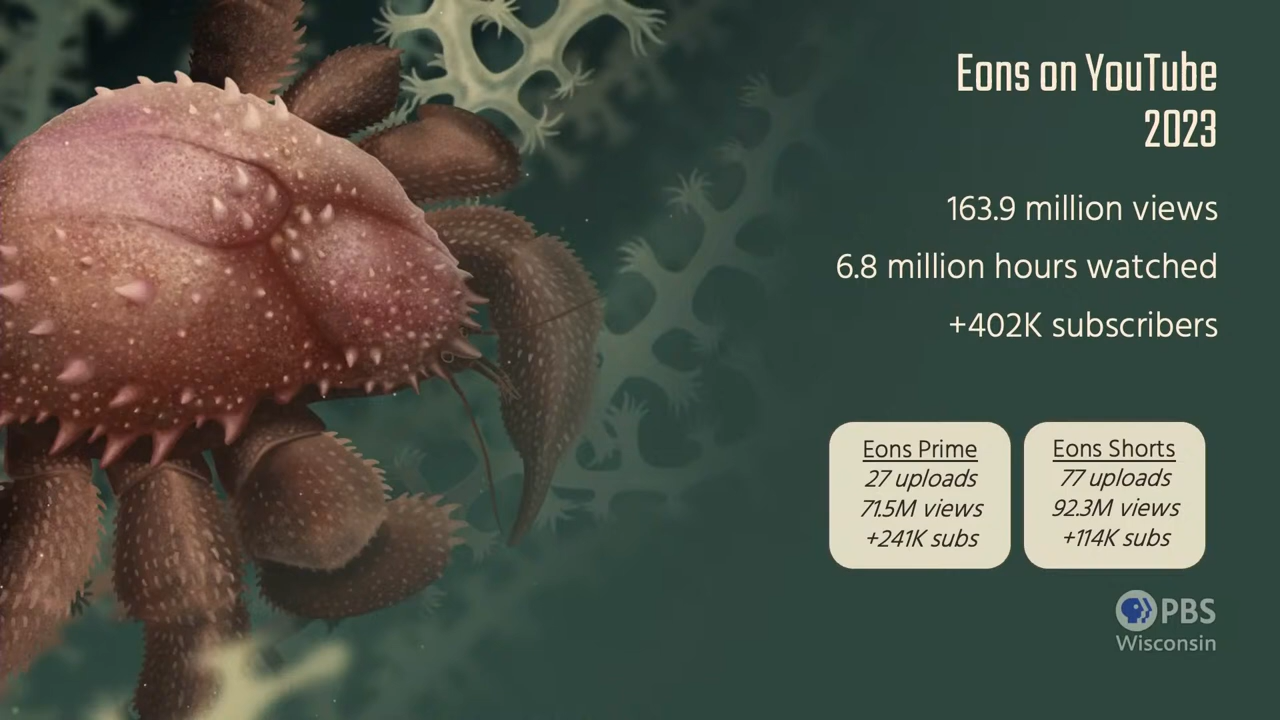 Eons on YouTube
2023
163.9 million views
6.8 million hours watched
+402K subscribers
Eons Prime
27 uploads
71.5M views
+241K subs
Eons Shorts
77 uploads
92.3M views
+114K subs
PBS
Wisconsin